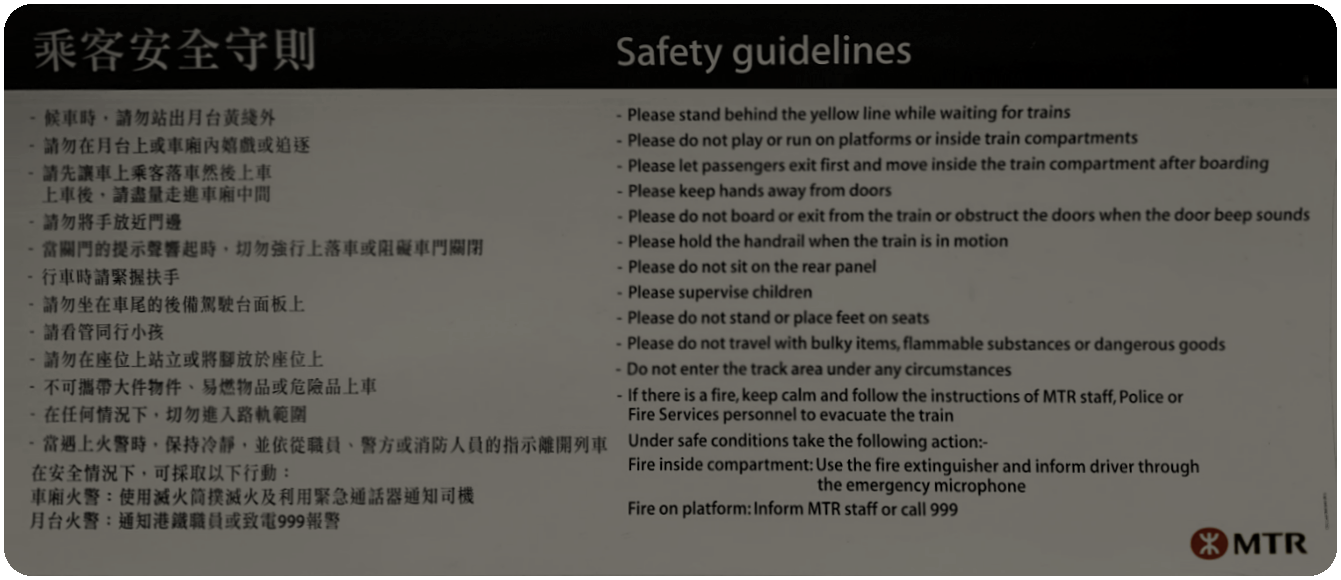 乘客安全守則
- 候車時，請勿站出月台黃綫外
- 請勿在月台上或車廂內嬉戲或追逐
- 請先讓車上乘客落車然後上車
上車後、請盡量走進車廂中間
- 請勿將手放近門邊
- 當關門的提示聲響起時，切勿強行上落車或阻礙車門關閉
- 行車時請緊握扶手
- 請勿坐在車尾的後備駕駛台面板上
- 請看管同行小孩
- 請勿在座位上站立或將腳放於座位上
- 不可攜帶大件物件、易燃物品或危險品上車
- 在任何情況下，切勿進入路軌範圍
- 當遇上火警時，保持冷靜，並依從職員、警方或消防人員的指示離開列車
在安全情況下，可採取以下行動：
車廂火警：使用滅火筒撲滅火及利用緊急通話器通知司機
月台火警：通知港鐵職員或致電999報警
Safety guidelines
- Please stand behind the yellow line while waiting for trains
- Please do not play or run on platforms or inside train compartments
- Please let passengers exit first and move inside the train compartment after boarding
- Please keep hands away from doors
- Please do not board or exit from the train or obstruct the doors when the door beep sounds
- Please hold the handrail when the train is in motion
- Please do not sit on the rear panel
- Please supervise children
- Please do not stand or place feet on seats
- Please do not travel with bulky items, flammable substances or dangerous goods
- Do not enter the track area under any circumstances
- If there is a fire, keep calm and follow the instructions of MTR staff, Police or
Fire Services personnel to evacuate the train
Under safe conditions take the following action:-
Fire inside compartment: Use the fire extinguisher and inform driver through
the emergency microphone
Fire on platform: Inform MTR staff or call 999
MTR